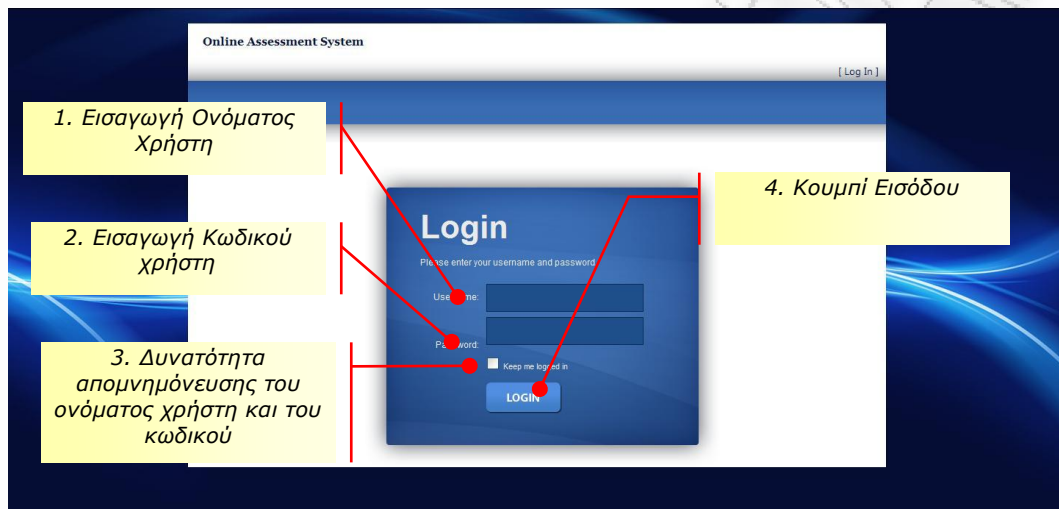 Online Assessment System
[ Log In ]
1. Εισαγωγή Ονόματος
Χρήστη
4. Κουμπί Εισόδου
Login
2. Εισαγωγή Κωδικού
χρήστη
Please enter your username and password.
Username:
Password:
3. Δυνατότητα
απομνημόνευσης του
ονόματος χρήστη και του
κωδικού
Keep me logged in
LOGIN